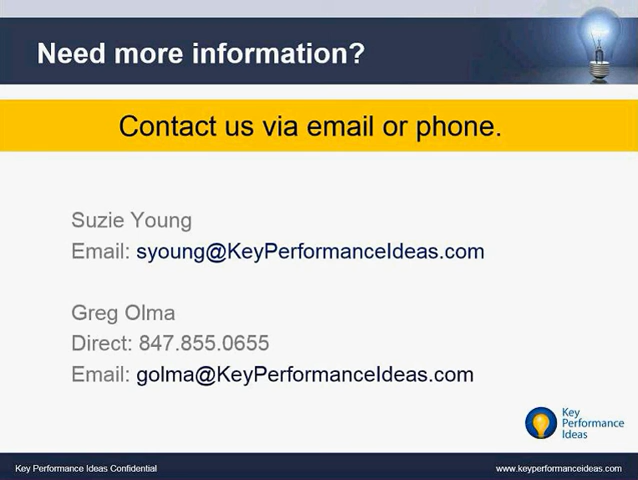 Need more information?
Contact us via email or phone.
Suzie Young
Email: syoung@KeyPerformanceIdeas.com
Greg Olma
Direct: 847.855.0655
Email: golma@KeyPerformanceIdeas.com
Key
Performance
Ideas
Key Performance Ideas Confidential
www.keyperformanceideas.com